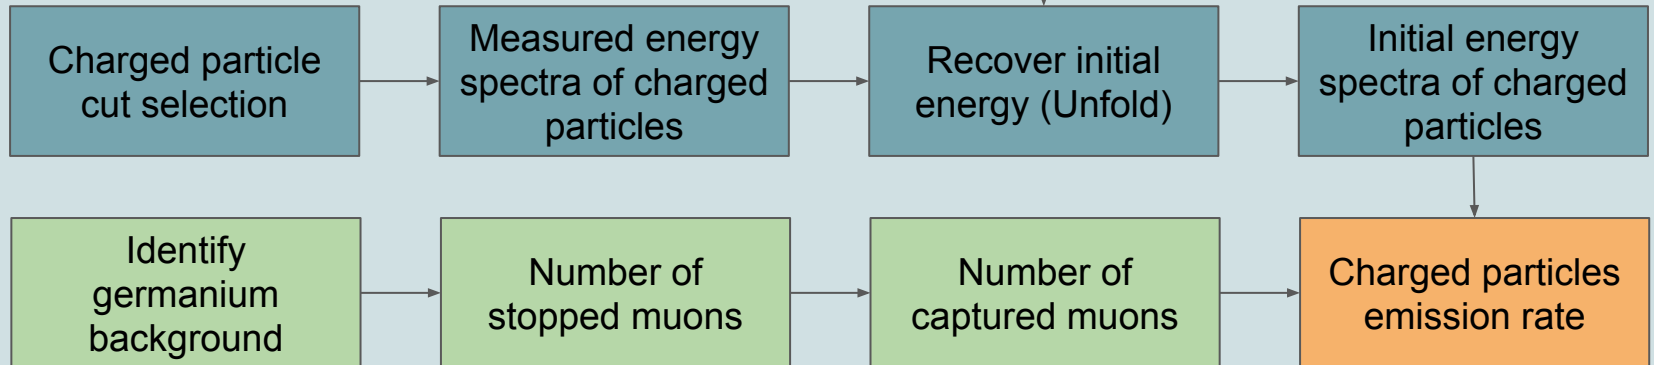 Charged particle
cut selection
Measured energy
spectra of charged
particles
Recover initial
energy (Unfold)
Initial energy
spectra of charged
particles
Identify
germanium
background
Number of
stopped muons
Number of
captured muons
Charged particles
emission rate